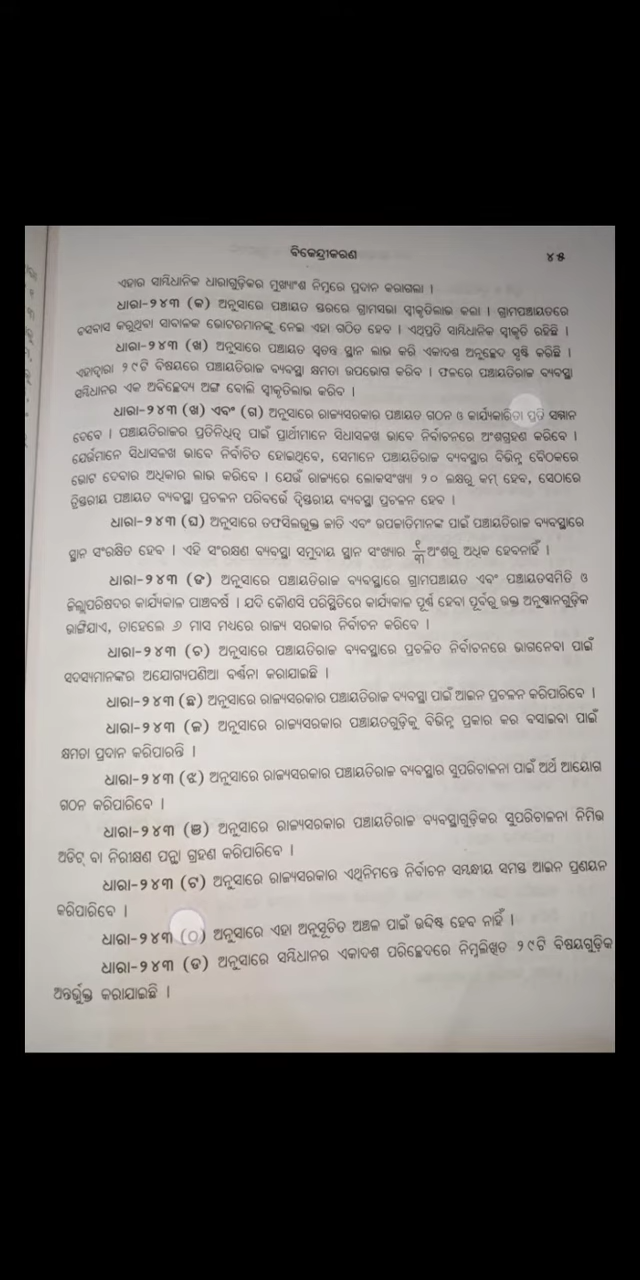 ବିକେନ୍ଦ୍ରୀକରଣ ୪୫
ଏହାର ସାମ୍ବିଧାନିକ ଧାରାଗୁଡ଼ିକର ମୁଖ୍ୟାଂଶ ନିମ୍ନରେ ପ୍ରଦାନ କରାଗଲା ।
ଧାରା-୨୪୩ (କ) ଅନୁସାରେ ପଞ୍ଚାୟତ ସ୍ତରରେ ଗ୍ରାମସଭା ସ୍ୱୀକୃତିଲାଭ କଲା । ଗ୍ରାମପଞ୍ଚାୟତରେ
ବସବାସ କରୁଥିବା ସାବାଳକ ଭୋଟରମାନଙ୍କୁ ନେଇ ଏହା ଗଠିତ ହେବ । ଏଥିପ୍ରତି ସାମ୍ବିଧାନିକ ସ୍ୱୀକୃତି ରହିଛି ।
ଧାରା-୨୪୩ (ଖ) ଅନୁସାରେ ପଞ୍ଚାୟତ ସ୍ୱତନ୍ତ୍ର ସ୍ଥାନ ଲାଭ କରି ଏକାଦଶ ଅନୁଚ୍ଛେଦ ସୃଷ୍ଟି କରିଛି ।
ଏହାଦ୍ୱାରା ୨୯ଟି ବିଷୟରେ ପଞ୍ଚାୟତିରାଜ ବ୍ୟବସ୍ଥା କ୍ଷମତା ଉପଭୋଗ କରିବ । ଫଳରେ ପଞ୍ଚାୟତିରାଜ ବ୍ୟବସ୍ଥା
ସମ୍ବିଧାନର ଏକ ଅବିଚ୍ଛେଦ୍ୟ ଅଙ୍ଗ ବୋଲି ସ୍ୱୀକୃତିଲାଭ କରିବ ।
ଧାରା-୨୪୩ (ଖ) ଏବଂ (ଗ) ଅନୁସାରେ ରାଜ୍ୟସରକାର ପଞ୍ଚାୟତ ଗଠନ ଓ କାର୍ଯ୍ୟକାରିତା ପ୍ରତି ସମ୍ମାନ
ଦେବେ । ପଞ୍ଚାୟତିରାଜର ପ୍ରତିନିଧିତ୍ୱ ପାଇଁ ପ୍ରାର୍ଥୀମାନେ ସିଧାସଳଖ ଭାବେ ନିର୍ବାଚନରେ ଅଂଶଗ୍ରହଣ କରିବେ ।
ଯେଉଁମାନେ ସିଧାସଳଖ ଭାବେ ନିର୍ବାଚିତ ହୋଇଥିବେ, ସେମାନେ ପଞ୍ଚାୟତିରାଜ ବ୍ୟବସ୍ଥାର ବିଭିନ୍ନ ବୈଠକରେ
ଭୋଟ ଦେବାର ଅଧିକାର ଲାଭ କରିବେ । ଯେଉଁ ରାଜ୍ୟରେ ଲୋକସଂଖ୍ୟା ୨୦ ଲକ୍ଷରୁ କମ୍ ହେବ, ସେଠାରେ
ତ୍ରିସ୍ତରୀୟ ପଞ୍ଚାୟତ ବ୍ୟବସ୍ଥା ପ୍ରଚଳନ ପରିବର୍ତ୍ତେ ଦ୍ୱିସ୍ତରୀୟ ବ୍ୟବସ୍ଥା ପ୍ରଚଳନ ହେବ ।
ଧାରା-୨୪୩ (ଘ) ଅନୁସାରେ ତଫସିଲଭୁକ୍ତ ଜାତି ଏବଂ ଉପଜାତିମାନଙ୍କ ପାଇଁ ପଞ୍ଚାୟତିରାଜ ବ୍ୟବସ୍ଥାରେ
ସ୍ଥାନ ସଂରକ୍ଷିତ ହେବ । ଏହି ସଂରକ୍ଷଣ ବ୍ୟବସ୍ଥା ସମୁଦାୟ ସ୍ଥାନ ସଂଖ୍ୟାର ୧/୩ ଅଂଶରୁ ଅଧିକ ହେବନାହିଁ ।
ଧାରା-୨୪୩ (ଙ) ଅନୁସାରେ ପଞ୍ଚାୟତିରାଜ ବ୍ୟବସ୍ଥାରେ ଗ୍ରାମପଞ୍ଚାୟତ ଏବଂ ପଞ୍ଚାୟତସମିତି ଓ
ଜିଲ୍ଲାପରିଷଦର କାର୍ଯ୍ୟକାଳ ପାଞ୍ଚବର୍ଷ । ଯଦି କୌଣସି ପରିସ୍ଥିତିରେ କାର୍ଯ୍ୟକାଳ ପୂର୍ଣ୍ଣ ହେବା ପୂର୍ବରୁ ଉକ୍ତ ଅନୁଷ୍ଠାନଗୁଡ଼ିକ
ଭାଙ୍ଗିଯାଏ, ତାହେଲେ ୬ ମାସ ମଧ୍ୟରେ ରାଜ୍ୟ ସରକାର ନିର୍ବାଚନ କରିବେ ।
ଧାରା-୨୪୩ (ଚ) ଅନୁସାରେ ପଞ୍ଚାୟତିରାଜ ବ୍ୟବସ୍ଥାରେ ପ୍ରଚଳିତ ନିର୍ବାଚନରେ ଭାଗନେବା ପାଇଁ
ସଦସ୍ୟମାନଙ୍କର ଅଯୋଗ୍ୟପଣିଆ ବର୍ଣ୍ଣନା କରାଯାଇଛି ।
ଧାରା-୨୪୩ (ଛ) ଅନୁସାରେ ରାଜ୍ୟସରକାର ପଞ୍ଚାୟତିରାଜ ବ୍ୟବସ୍ଥା ପାଇଁ ଆଇନ ପ୍ରଚଳନ କରିପାରିବେ ।
ଧାରା-୨୪୩ (ଜ) ଅନୁସାରେ ରାଜ୍ୟସରକାର ପଞ୍ଚାୟତଗୁଡ଼ିକୁ ବିଭିନ୍ନ ପ୍ରକାର କର ବସାଇବା ପାଇଁ
କ୍ଷମତା ପ୍ରଦାନ କରିପାରନ୍ତି ।
ଧାରା-୨୪୩ (ଝ) ଅନୁସାରେ ରାଜ୍ୟସରକାର ପଞ୍ଚାୟତିରାଜ ବ୍ୟବସ୍ଥାର ସୁପରିଚାଳନା ପାଇଁ ଅର୍ଥ ଆୟୋଗ
ଗଠନ କରିପାରିବେ ।
ଧାରା-୨୪୩ (ଞ) ଅନୁସାରେ ରାଜ୍ୟସରକାର ପଞ୍ଚାୟତିରାଜ ବ୍ୟବସ୍ଥାଗୁଡ଼ିକର ସୁପରିଚାଳନା ନିମିତ୍ତ
ଅଡିଟ୍ ବା ନିରୀକ୍ଷଣ ପନ୍ଥା ଗ୍ରହଣ କରିପାରିବେ ।
ଧାରା-୨୪୩ (ଟ) ଅନୁସାରେ ରାଜ୍ୟସରକାର ଏଥିନିମନ୍ତେ ନିର୍ବାଚନ ସମ୍ବନ୍ଧୀୟ ସମସ୍ତ ଆଇନ ପ୍ରଣୟନ
କରିପାରିବେ ।
ଧାରା-୨୪୩ (ଠ) ଅନୁସାରେ ଏହା ଅନୁସୂଚିତ ଅଞ୍ଚଳ ପାଇଁ ଉଦ୍ଦିଷ୍ଟ ହେବ ନାହିଁ ।
ଧାରା-୨୪୩ (ଡ) ଅନୁସାରେ ସମ୍ବିଧାନର ଏକାଦଶ ପରିଚ୍ଛେଦରେ ନିମ୍ନଲିଖିତ ୨୯ଟି ବିଷୟଗୁଡ଼ିକ
ଅନ୍ତର୍ଭୁକ୍ତ କରାଯାଇଛି ।